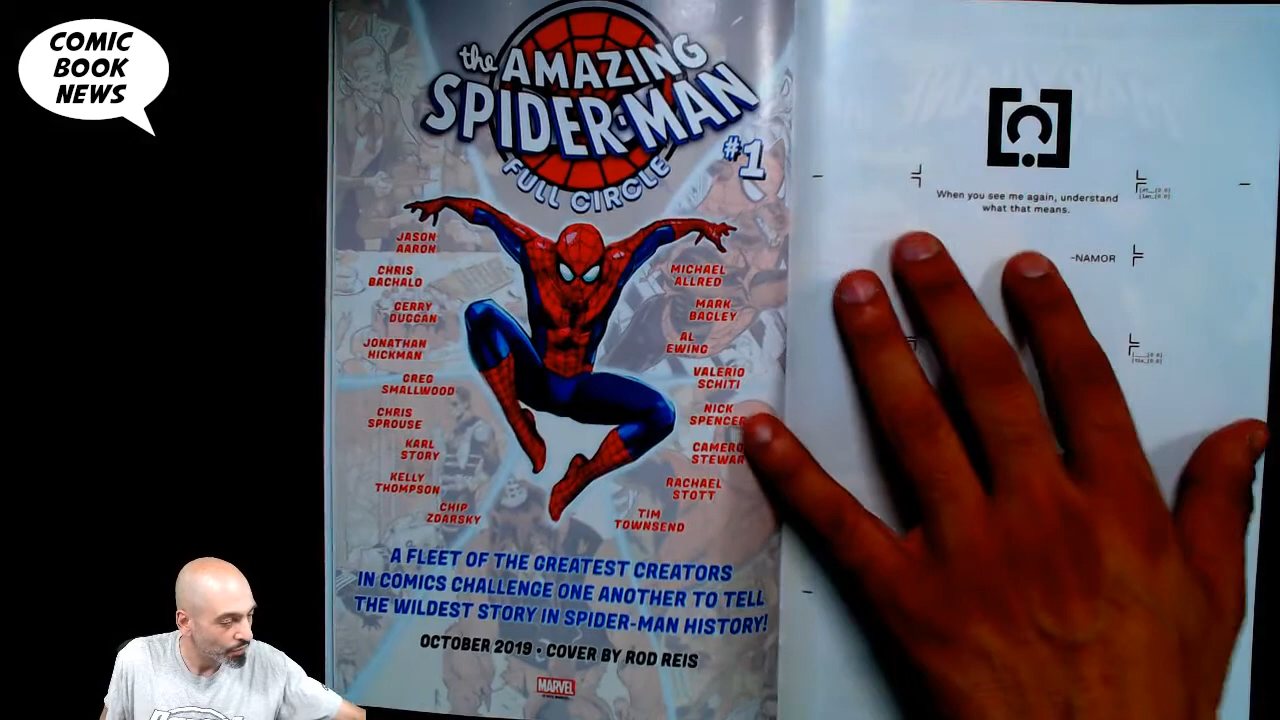 COMIC
BOOK
NEWS
the AMAZING
SPIDER-MAN
#1
FULL CIRCLE
JASON
AARON
CHRIS
BACHALO
GERRY
DUGGAN
JONATHAN
HICKMAN
GREG
SMALLWOOD
CHRIS
SPROUSE
KARL
STORY
KELLY
THOMPSON
CHIP
ZDARSKY
MICHAEL
ALLRED
MARK
BAGLEY
AL
EWING
VALERIO
SCHITI
NICK
SPENCER
CAMERO
STEWAR
RACHAEL
STOTT
TIM
TOWNSEND
A FLEET OF THE GREATEST CREATORS
IN COMICS CHALLENGE ONE ANOTHER TO TELL
THE WILDEST STORY IN SPIDER-MAN HISTORY!
OCTOBER 2019 • COVER BY ROD REIS
MARVEL
When you see me again, understand
what that means.
-NAMOR